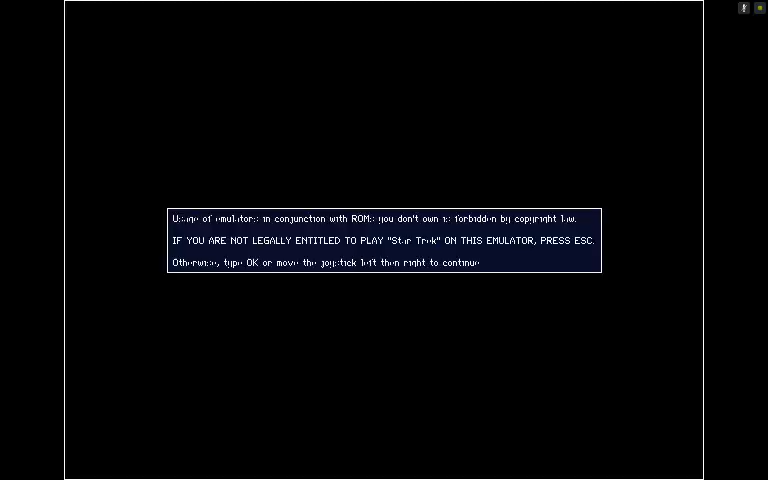 Usage of emulators in conjunction with ROMs you don't own is forbidden by copyright law.
IF YOU ARE NOT LEGALLY ENTITLED TO PLAY "Star Trek" ON THIS EMULATOR, PRESS ESC.
Otherwise, type OK or move the joystick left then right to continue